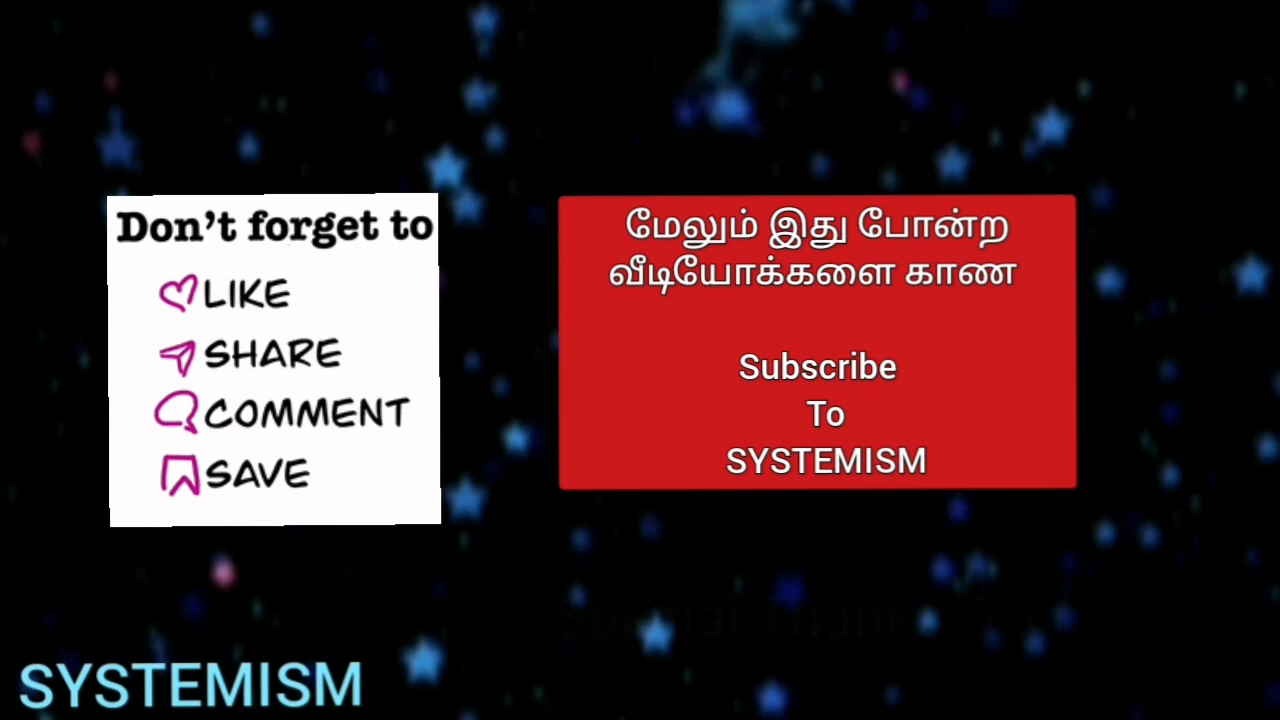 Don't forget to
LIKE
SHARE
COMMENT
SAVE
மேலும் இது போன்ற
வீடியோக்களை காண
Subscribe
To
SYSTEMISM
SYSTEMISM